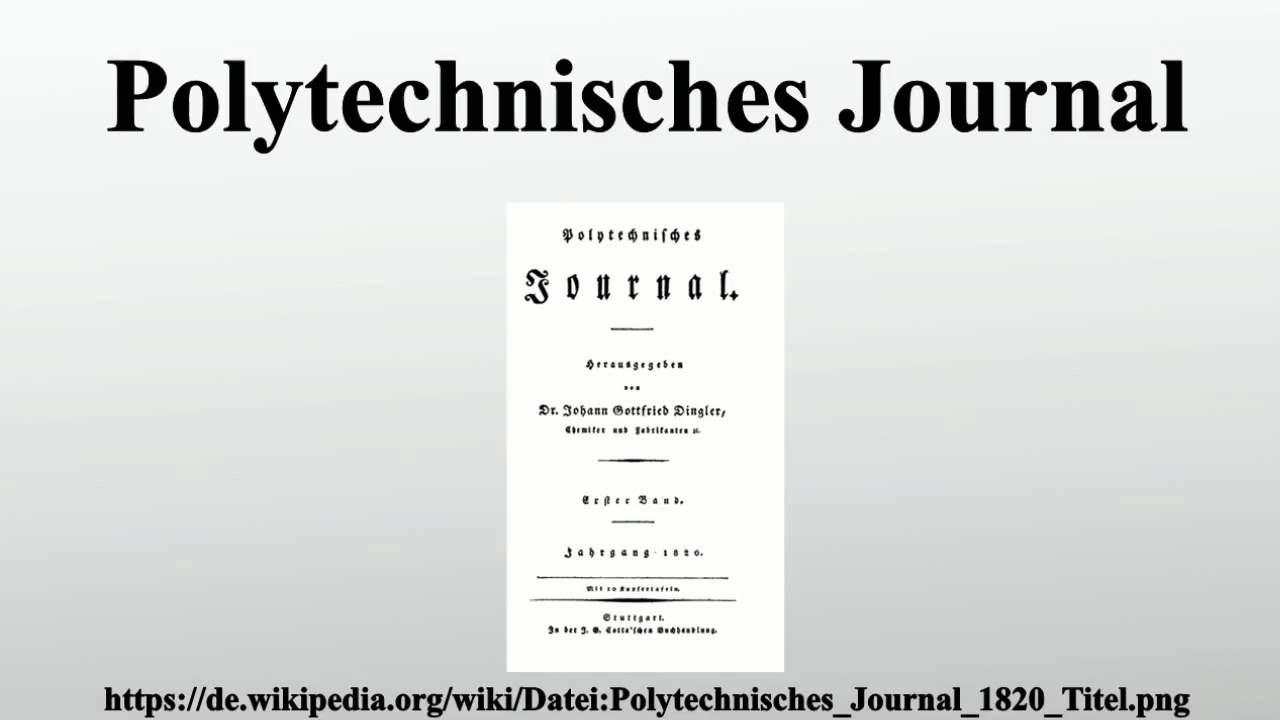 Polytechnisches Journal
Polytechniſches
Journal.
Herausgegeben
von
Dr. Johann Gottfried Dingler,
Chemiker und Fabrikanten ꝛc.
Erſter Band.
Jahrgang 1820.
Mit 10 Kupfertafeln.
Stuttgart.
In der J. G. Cotta'ſchen Buchhandlung.
https://de.wikipedia.org/wiki/Datei:Polytechnisches_Journal_1820_Titel.png